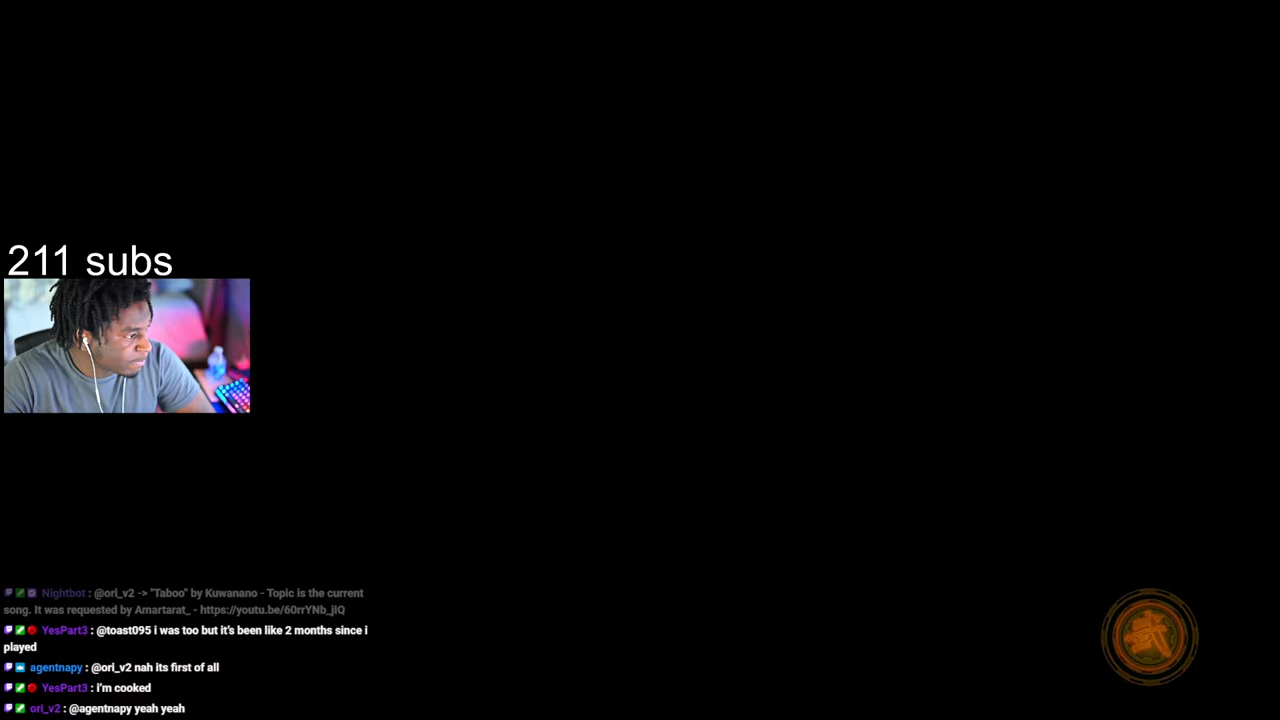 211 subs
Nightbot : @ori_v2 -> "Taboo" by Kuwanano - Topic is the current
song. It was requested by Amartarat_ - https://youtu.be/60rrYNb_jIQ
YesPart3 : @toast095 i was too but it's been like 2 months since i
played
agentnapy : @ori_v2 nah its first of all
YesPart3 : i'm cooked
ori_v2 : @agentnapy yeah yeah
武